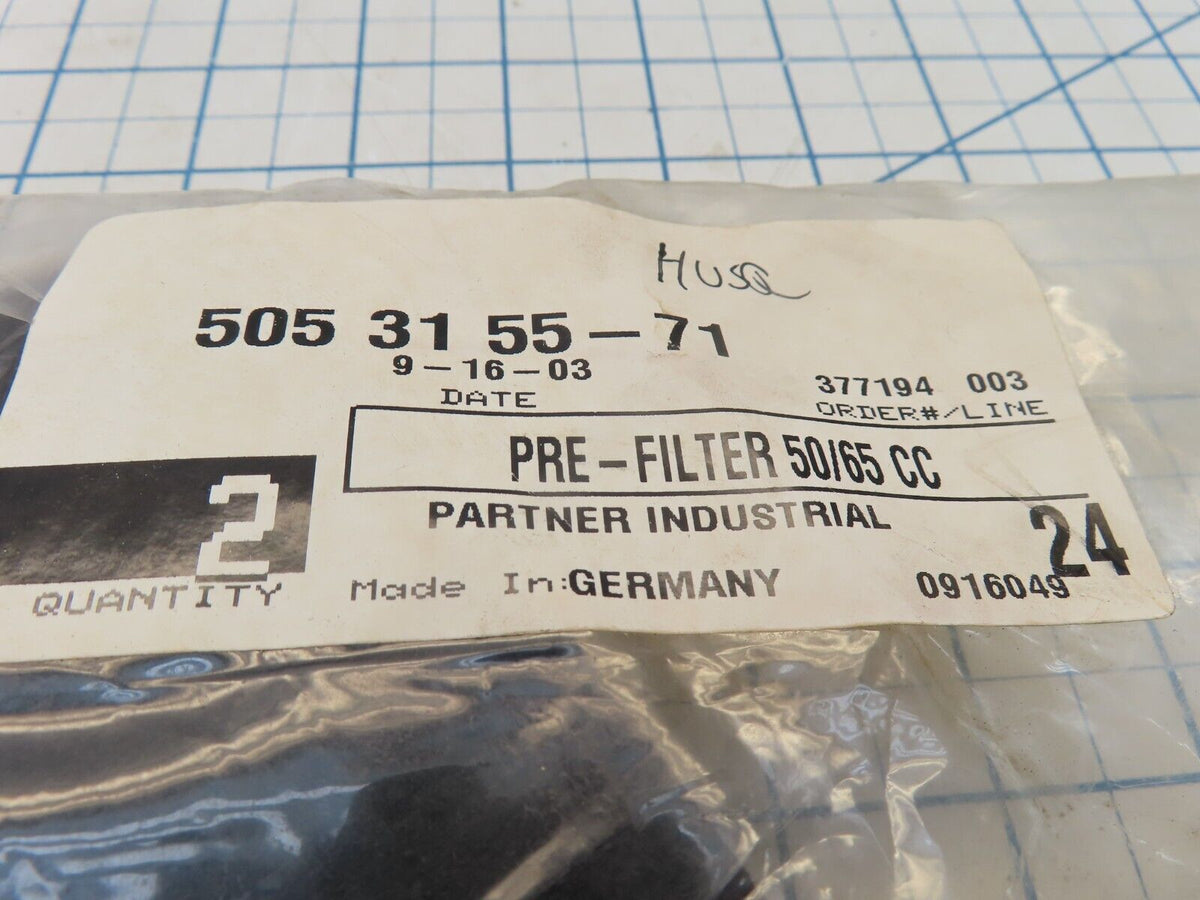 HUSQ
505 31 55-71
9-16-03
DATE
377194 003
ORDER#/LINE
PRE-FILTER 50/65 CC
PARTNER INDUSTRIAL
24
2
QUANTITY
Made In:GERMANY
0916049